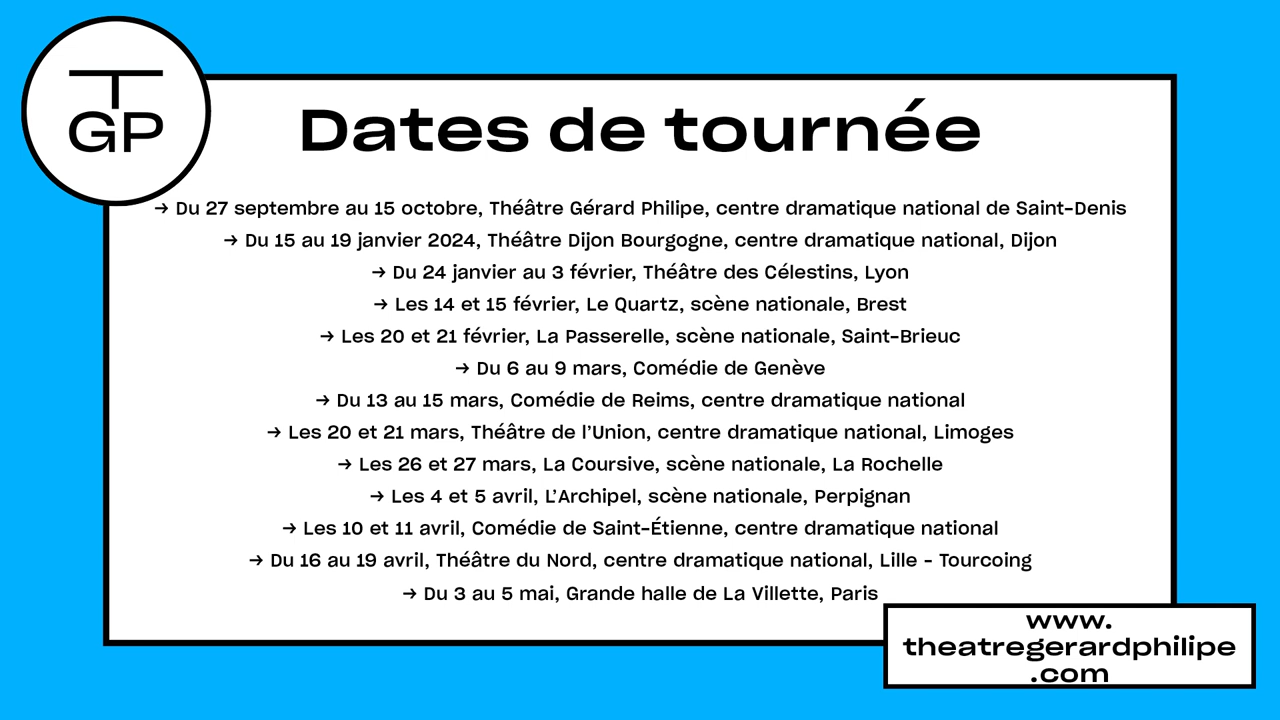 T
GP
Dates de tournée
→ Du 27 septembre au 15 octobre, Théâtre Gérard Philipe, centre dramatique national de Saint-Denis
→ Du 15 au 19 janvier 2024, Théâtre Dijon Bourgogne, centre dramatique national, Dijon
→ Du 24 janvier au 3 février, Théâtre des Célestins, Lyon
→ Les 14 et 15 février, Le Quartz, scène nationale, Brest
→ Les 20 et 21 février, La Passerelle, scène nationale, Saint-Brieuc
→ Du 6 au 9 mars, Comédie de Genève
→ Du 13 au 15 mars, Comédie de Reims, centre dramatique national
→ Les 20 et 21 mars, Théâtre de l’Union, centre dramatique national, Limoges
→ Les 26 et 27 mars, La Coursive, scène nationale, La Rochelle
→ Les 4 et 5 avril, L’Archipel, scène nationale, Perpignan
→ Les 10 et 11 avril, Comédie de Saint-Étienne, centre dramatique national
→ Du 16 au 19 avril, Théâtre du Nord, centre dramatique national, Lille - Tourcoing
→ Du 3 au 5 mai, Grande halle de La Villette, Paris
www.
theatregerardphilipe
.com